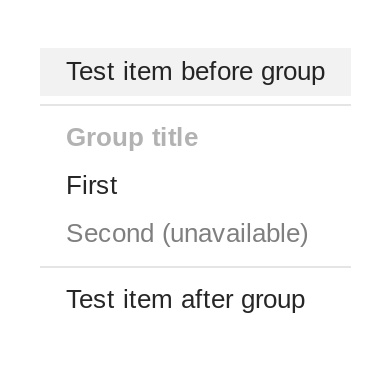 Test item before group
Group title
First
Second (unavailable)
Test item after group